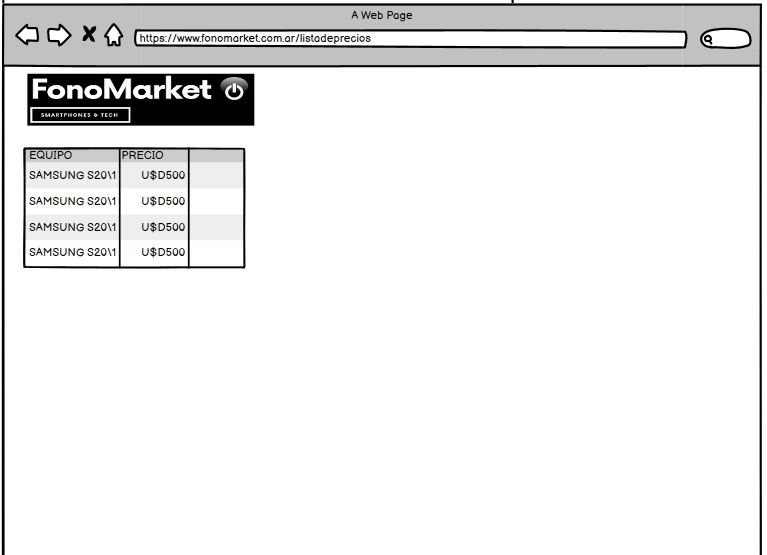 A Web Page
https://www.fonomarket.com.ar/listadeprecios
FonoMarket
SMARTPHONES & TECH
EQUIPO PRECIO
SAMSUNG S20\1 U$D500
SAMSUNG S20\1 U$D500
SAMSUNG S20\1 U$D500
SAMSUNG S20\1 U$D500